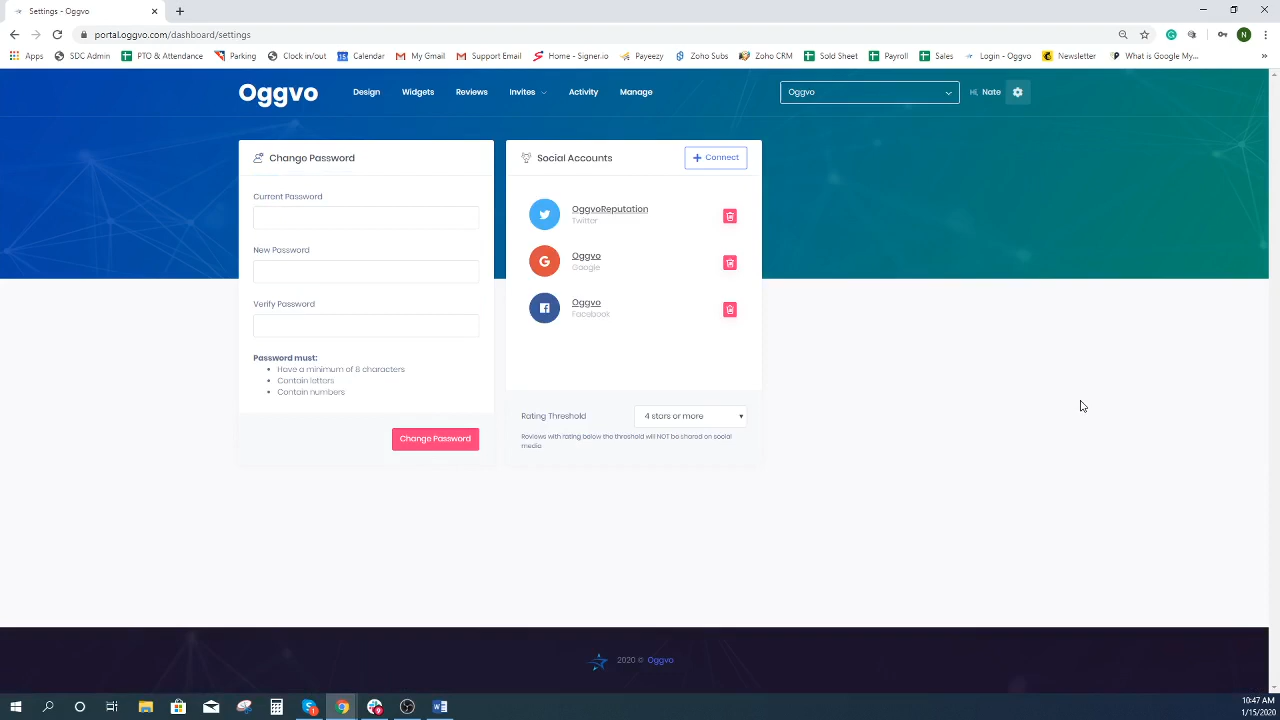 Settings - Oggvo
portal.oggvo.com/dashboard/settings
N
Apps SDC Admin PTO & Attendance Parking Clock in/out Calendar My Gmail Support Email Home - Signer.io Payeezy Zoho Subs Zoho CRM Sold Sheet Payroll Sales Login - Oggvo Newsletter What is Google My...
Oggvo Design Widgets Reviews Invites Activity Manage Oggvo Hi, Nate
Change Password
Current Password
New Password
Verify Password
Password must:
Have a minimum of 8 characters
Contain letters
Contain numbers
Change Password
Social Accounts Connect
OggvoReputation
Twitter
Oggvo
Google
Oggvo
Facebook
Rating Threshold 4 stars or more
Reviews with rating below the threshold will NOT be shared on social
media.
2020 © Oggvo
10:47 AM
1/15/2020